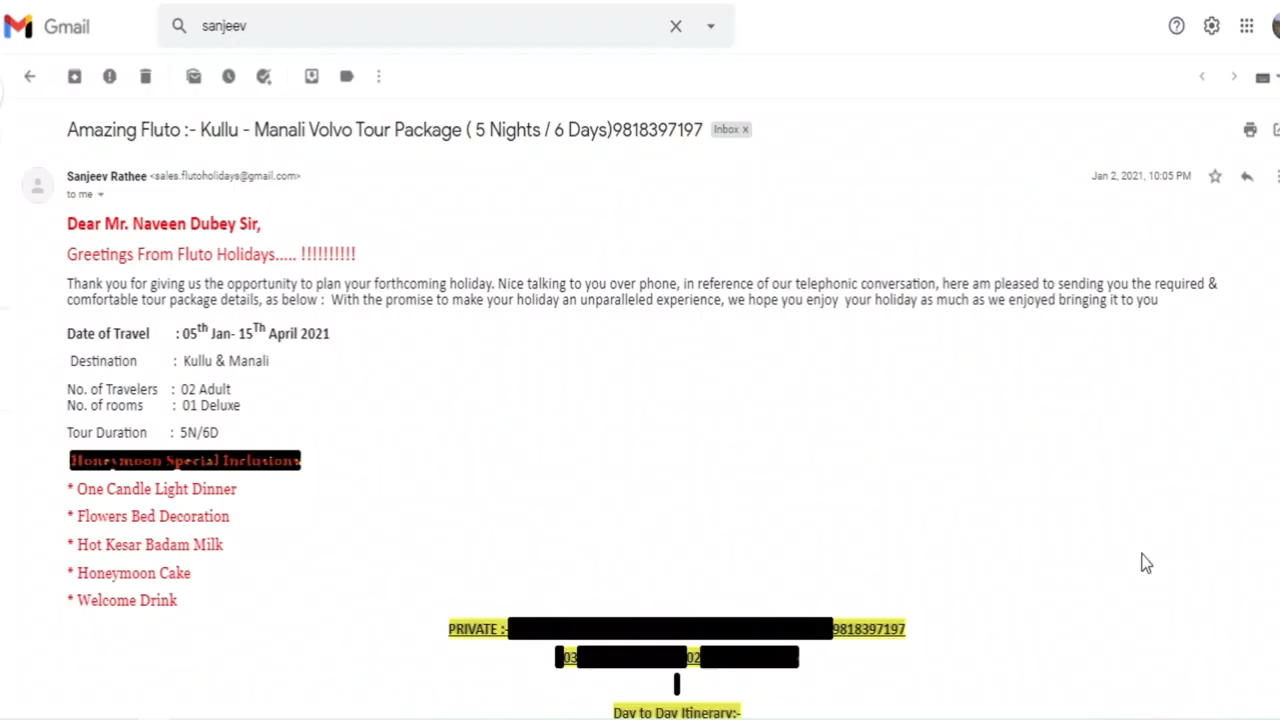 Gmail
sanjeev
Amazing Fluto :- Kullu - Manali Volvo Tour Package ( 5 Nights / 6 Days)9818397197 Inbox x
Sanjeev Rathee <sales.flutoholidays@gmail.com> Jan 2, 2021, 10:05 PM
to me
Dear Mr. Naveen Dubey Sir,
Greetings From Fluto Holidays..... !!!!!!!!!!
Thank you for giving us the opportunity to plan your forthcoming holiday. Nice talking to you over phone, in reference of our telephonic conversation, here am pleased to sending you the required &
comfortable tour package details, as below : With the promise to make your holiday an unparalleled experience, we hope you enjoy your holiday as much as we enjoyed bringing it to you
Date of Travel : 05th Jan- 15Th April 2021
Destination : Kullu & Manali
No. of Travelers : 02 Adult
No. of rooms : 01 Deluxe
Tour Duration : 5N/6D
Honeymoon Special Inclusions
* One Candle Light Dinner
* Flowers Bed Decoration
* Hot Kesar Badam Milk
* Honeymoon Cake
* Welcome Drink
PRIVATE :- 9818397197
03 02
Day to Day Itinerary:-